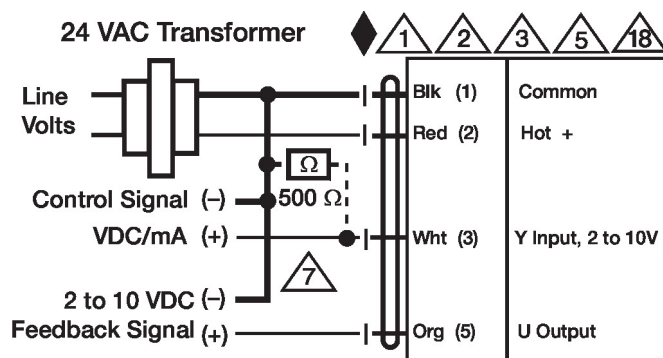 24 VAC Transformer
1 2 3 5 18
Line
Volts
Blk (1) Common
Red (2) Hot +
Ω
500 Ω
Control Signal (–)
VDC/mA (+)
Wht (3) Y Input, 2 to 10V
7
2 to 10 VDC (–)
Feedback Signal (+)
Org (5) U Output